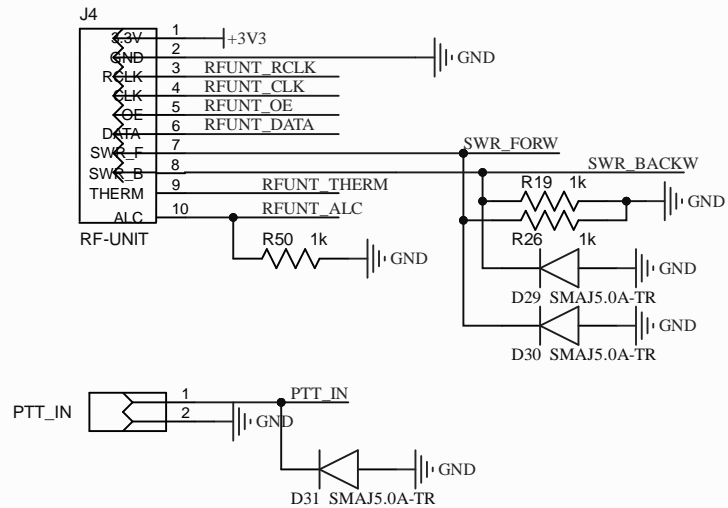 J4
3.3V 1 +3V3
GND 2 GND
RCLK 3 RFUNT_RCLK
CLK 4 RFUNT_CLK
OE 5 RFUNT_OE
DATA 6 RFUNT_DATA
SWR_F 7 SWR_FORW
SWR_B 8 SWR_BACKW
THERM 9 RFUNT_THERM
R19 1k GND
ALC 10 RFUNT_ALC
RF-UNIT
R50 1k GND
R26 1k
GND
D29 SMAJ5.0A-TR
GND
D30 SMAJ5.0A-TR
PTT_IN 1 PTT_IN
2 GND
GND
D31 SMAJ5.0A-TR